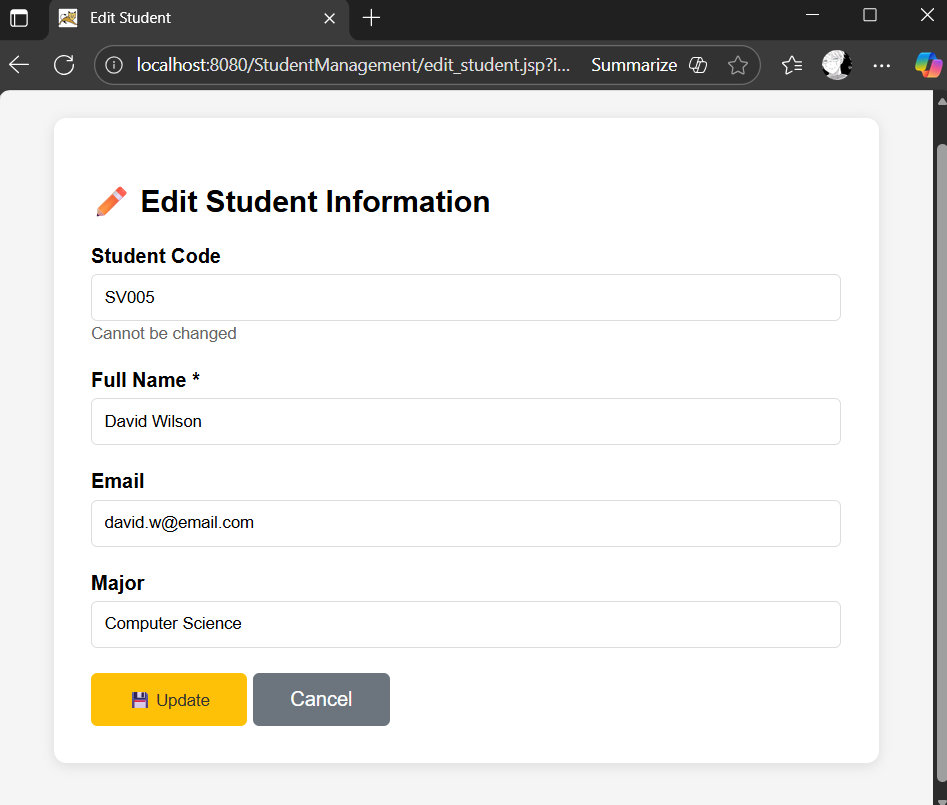 Edit Student
localhost:8080/StudentManagement/edit_student.jsp?i... Summarize
Edit Student Information
Student Code
SV005
Cannot be changed
Full Name *
David Wilson
Email
david.w@email.com
Major
Computer Science
Update Cancel